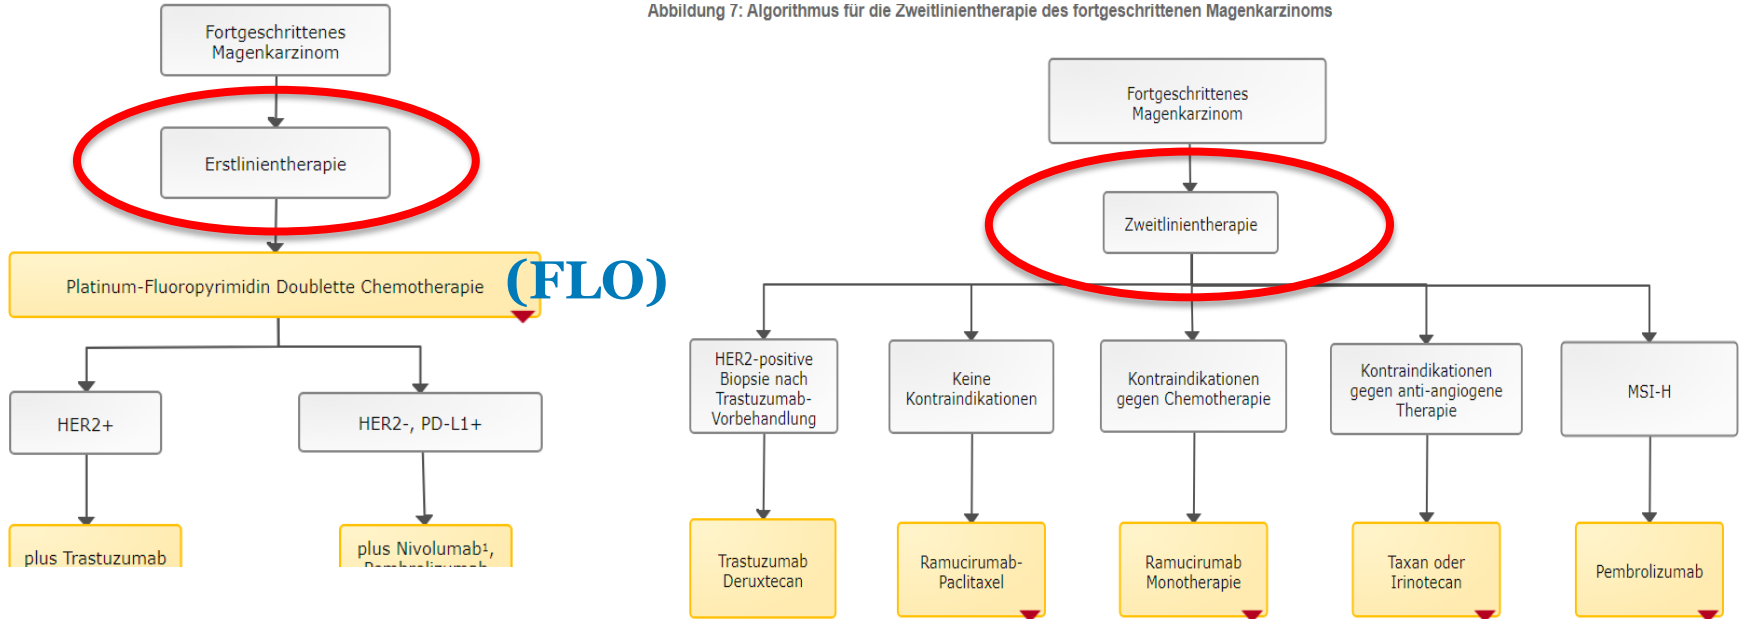 Abbildung 7: Algorithmus für die Zweitlinientherapie des fortgeschrittenen Magenkarzinoms
Fortgeschrittenes
Magenkarzinom
Erstlinientherapie
Platinum-Fluoropyrimidin Doublette Chemotherapie
(FLO)
HER2+
HER2-, PD-L1+
plus Trastuzumab
plus Nivolumab¹,
Pembrolizumab
Fortgeschrittenes
Magenkarzinom
Zweitlinientherapie
HER2-positive
Biopsie nach
Trastuzumab-
Vorbehandlung
Keine
Kontraindikationen
Kontraindikationen
gegen Chemotherapie
Kontraindikationen
gegen anti-angiogene
Therapie
MSI-H
Trastuzumab
Deruxtecan
Ramucirumab-
Paclitaxel
Ramucirumab
Monotherapie
Taxan oder
Irinotecan
Pembrolizumab